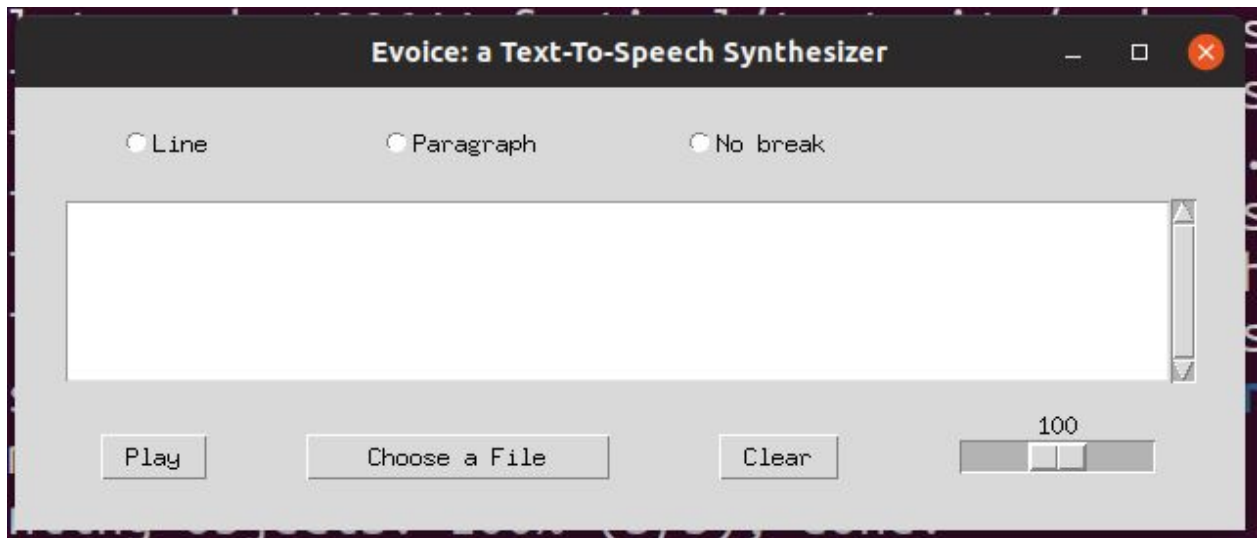 Evoice: a Text-To-Speech Synthesizer
Line Paragraph No break
100
Play Choose a File Clear